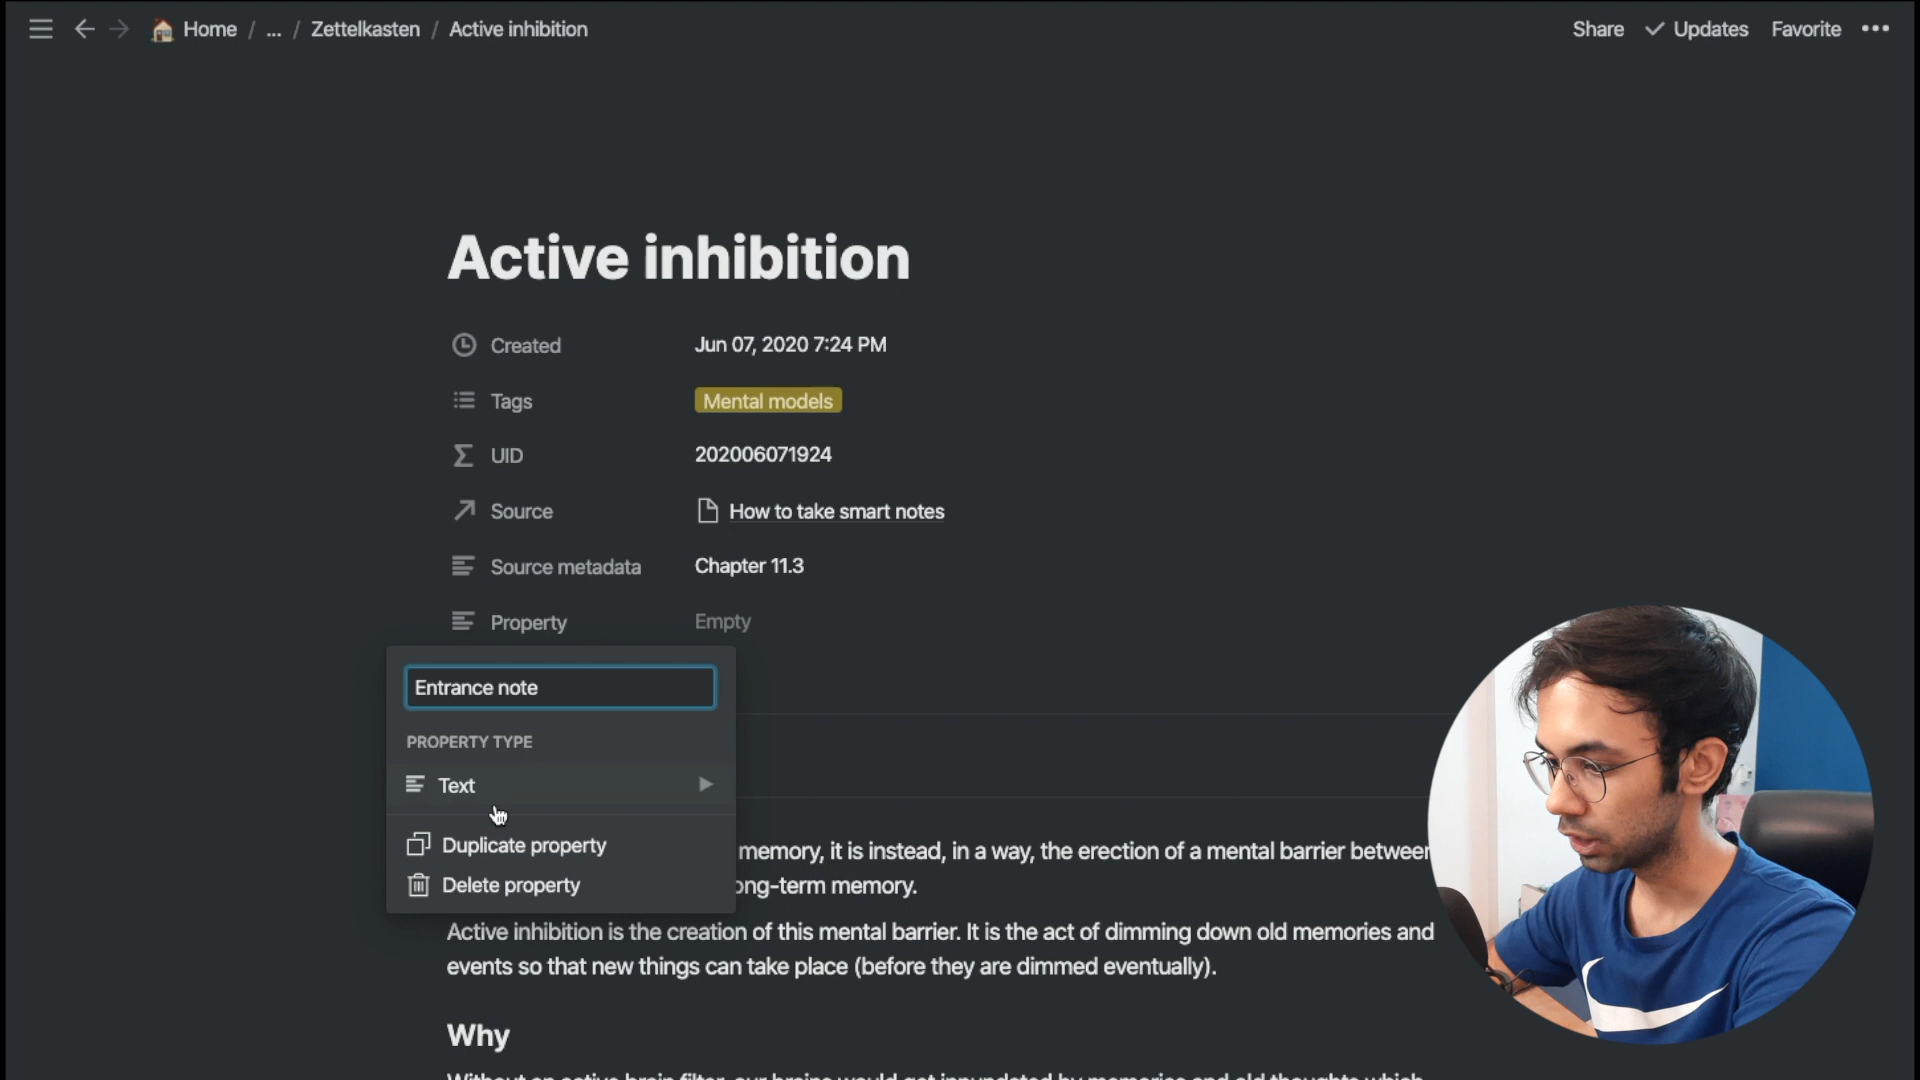 Home / ... / Zettelkasten / Active inhibition
Share Updates Favorite
Active inhibition
Created Jun 07, 2020 7:24 PM
Tags Mental models
UID 202006071924
Source How to take smart notes
Source metadata Chapter 11.3
Property Empty
Entrance note
PROPERTY TYPE
Text
Duplicate property
Delete property
memory, it is instead, in a way, the erection of a mental barrier between
long-term memory.
Active inhibition is the creation of this mental barrier. It is the act of dimming down old memories and
events so that new things can take place (before they are dimmed eventually).
Why